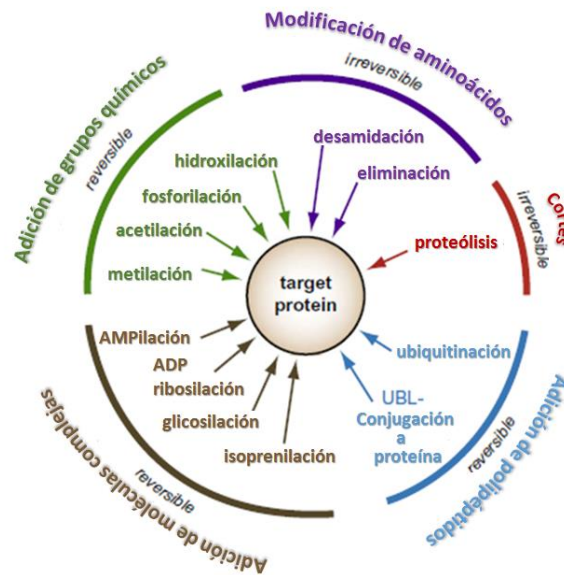 Modificación de aminoácidos
irreversible
Adición de grupos químicos
reversible
desamidación
eliminación
hidroxilación
fosforilación
acetilación
metilación
Cortes
irreversible
proteólisis
target
protein
AMPilación
ADP
ribosilación
glicosilación
isoprenilación
ubiquitinación
UBL-
Conjugación
a
proteína
Adición de moléculas complejas
reversible
Adición de polipéptidos
reversible